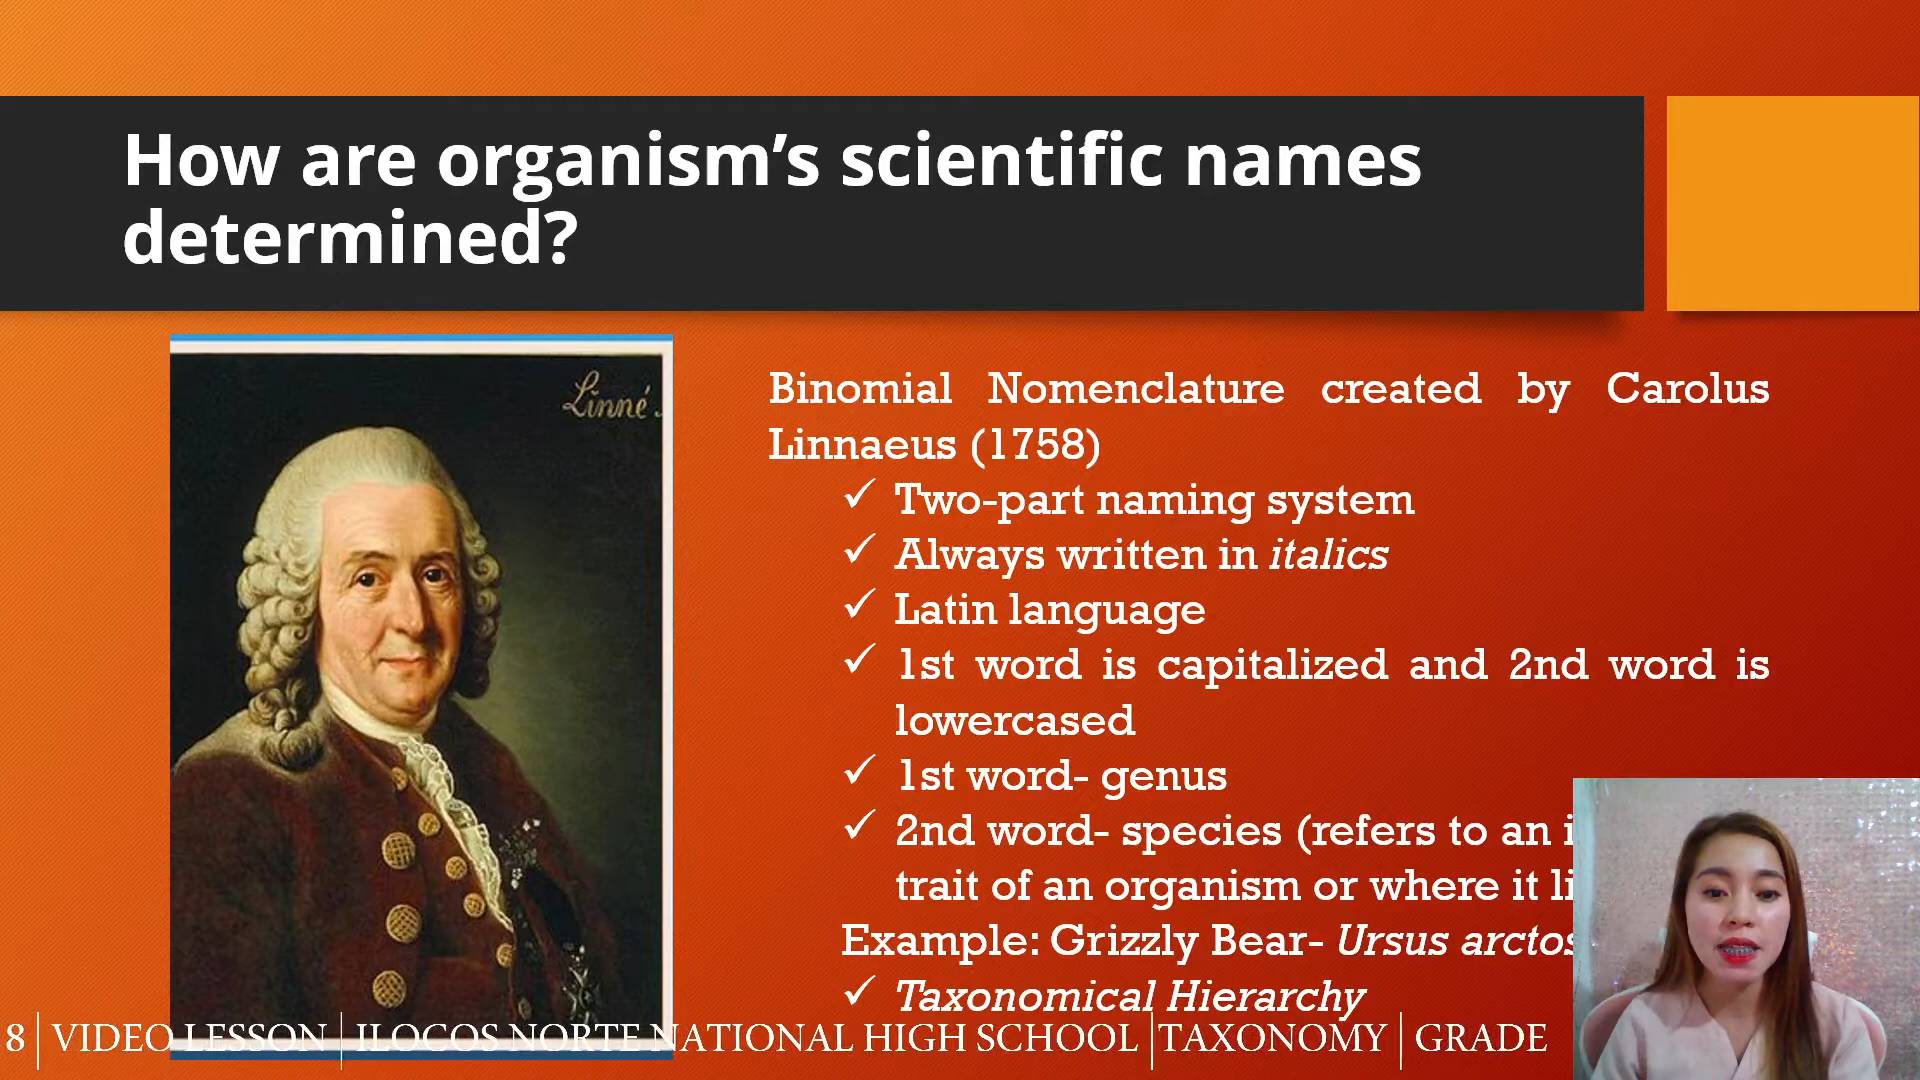 How are organism’s scientific names
determined?
Linné
Binomial Nomenclature created by Carolus
Linnaeus (1758)
✓ Two-part naming system
✓ Always written in italics
✓ Latin language
✓ 1st word is capitalized and 2nd word is
lowercased
✓ 1st word- genus
✓ 2nd word- species (refers to an
trait of an organism or where it
Example: Grizzly Bear- Ursus arctos
✓ Taxonomical Hierarchy
8 | VIDEO LESSON | ILOCOS NORTE NATIONAL HIGH SCHOOL | TAXONOMY | GRADE